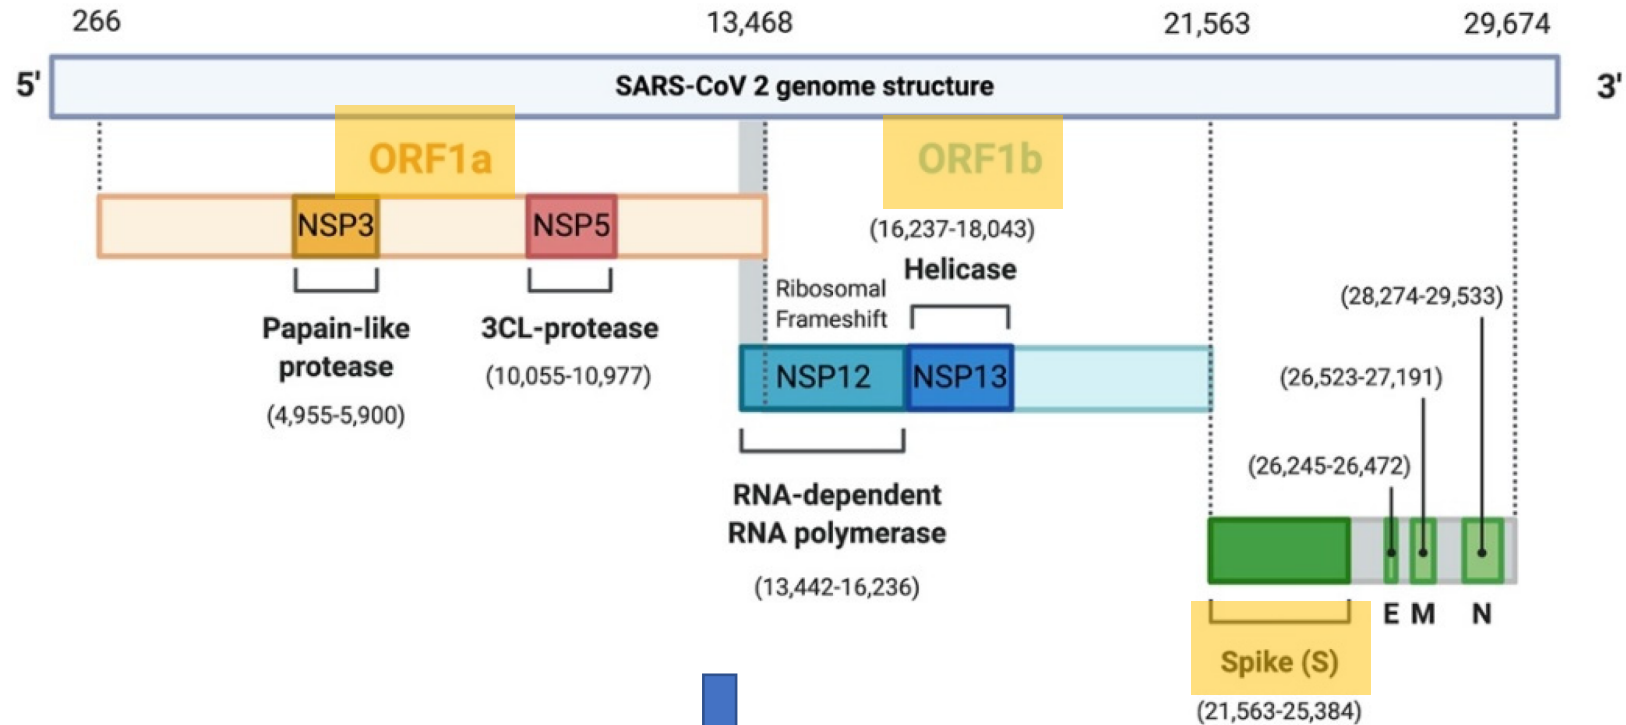 266
13,468
21,563
29,674
5'
SARS-CoV 2 genome structure
3'
ORF1a
ORF1b
NSP3
NSP5
(16,237-18,043)
Helicase
Ribosomal
Frameshift
Papain-like
protease
(4,955-5,900)
3CL-protease
(10,055-10,977)
NSP12
NSP13
RNA-dependent
RNA polymerase
(13,442-16,236)
(28,274-29,533)
(26,523-27,191)
(26,245-26,472)
E
M
N
Spike (S)
(21,563-25,384)